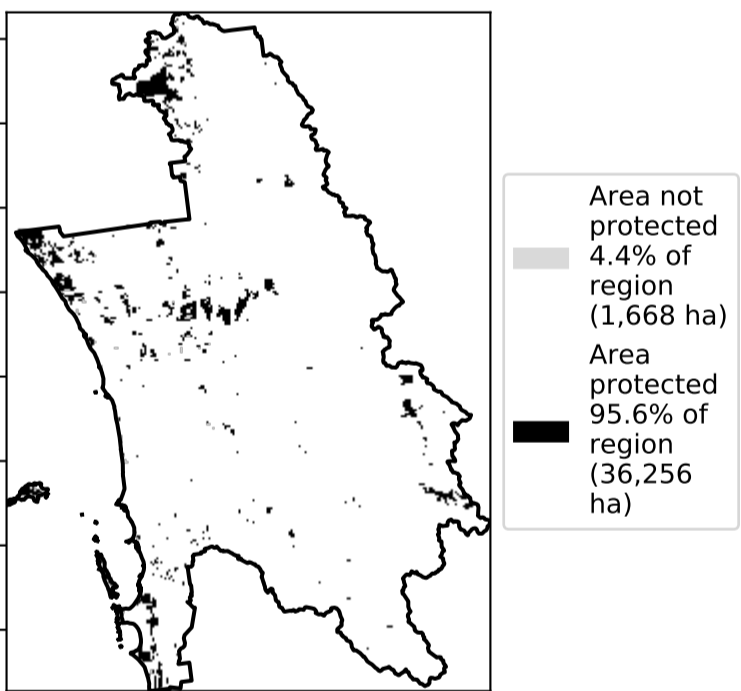 Area not
protected
4.4% of
region
(1,668 ha)
Area
protected
95.6% of
region
(36,256
ha)